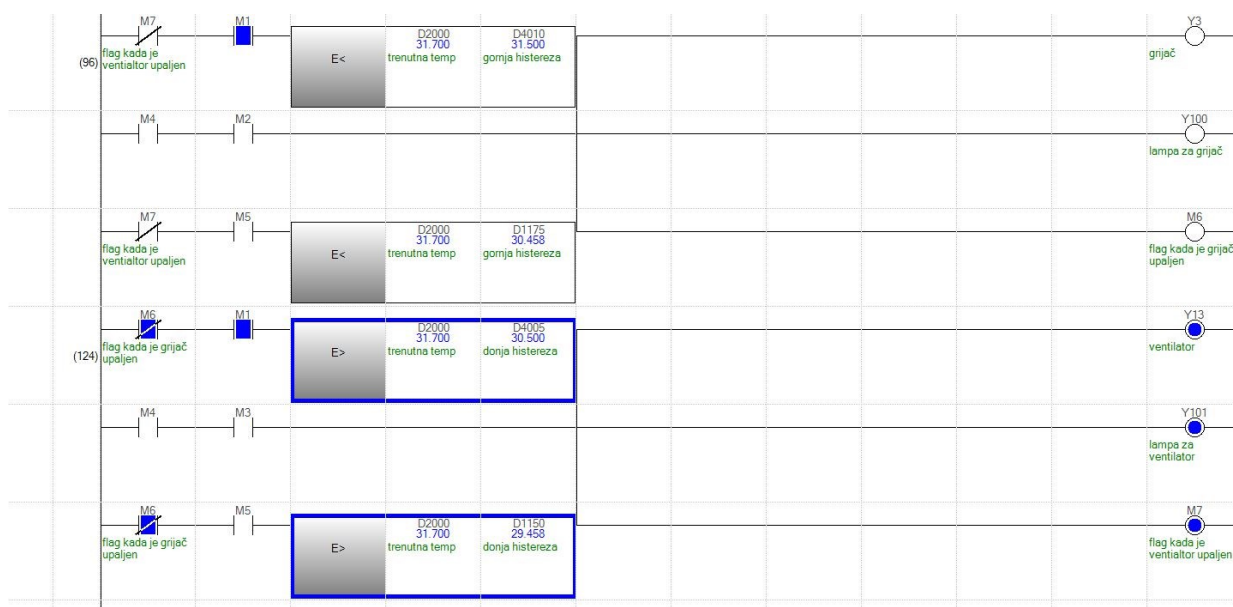 M7 M1 Y3
(96) E< D2000 D4010
31.700 31.500
flag kada je
ventialtor upaljen
trenutna temp gornja histereza
grijač
M4 M2 Y100
lampa za grijač
M7 M5 M6
E< D2000 D1175
31.700 30.458
flag kada je
ventialtor upaljen
trenutna temp gornja histereza
flag kada je grijač
upaljen
M6 M1 Y13
(124) E> D2000 D4005
31.700 30.500
flag kada je grijač
upaljen
trenutna temp donja histereza
ventilator
M4 M3 Y101
lampa za
ventilator
M6 M5 M7
E> D2000 D1150
31.700 29.458
flag kada je grijač
upaljen
trenutna temp donja histereza
flag kada je
ventialtor upaljen